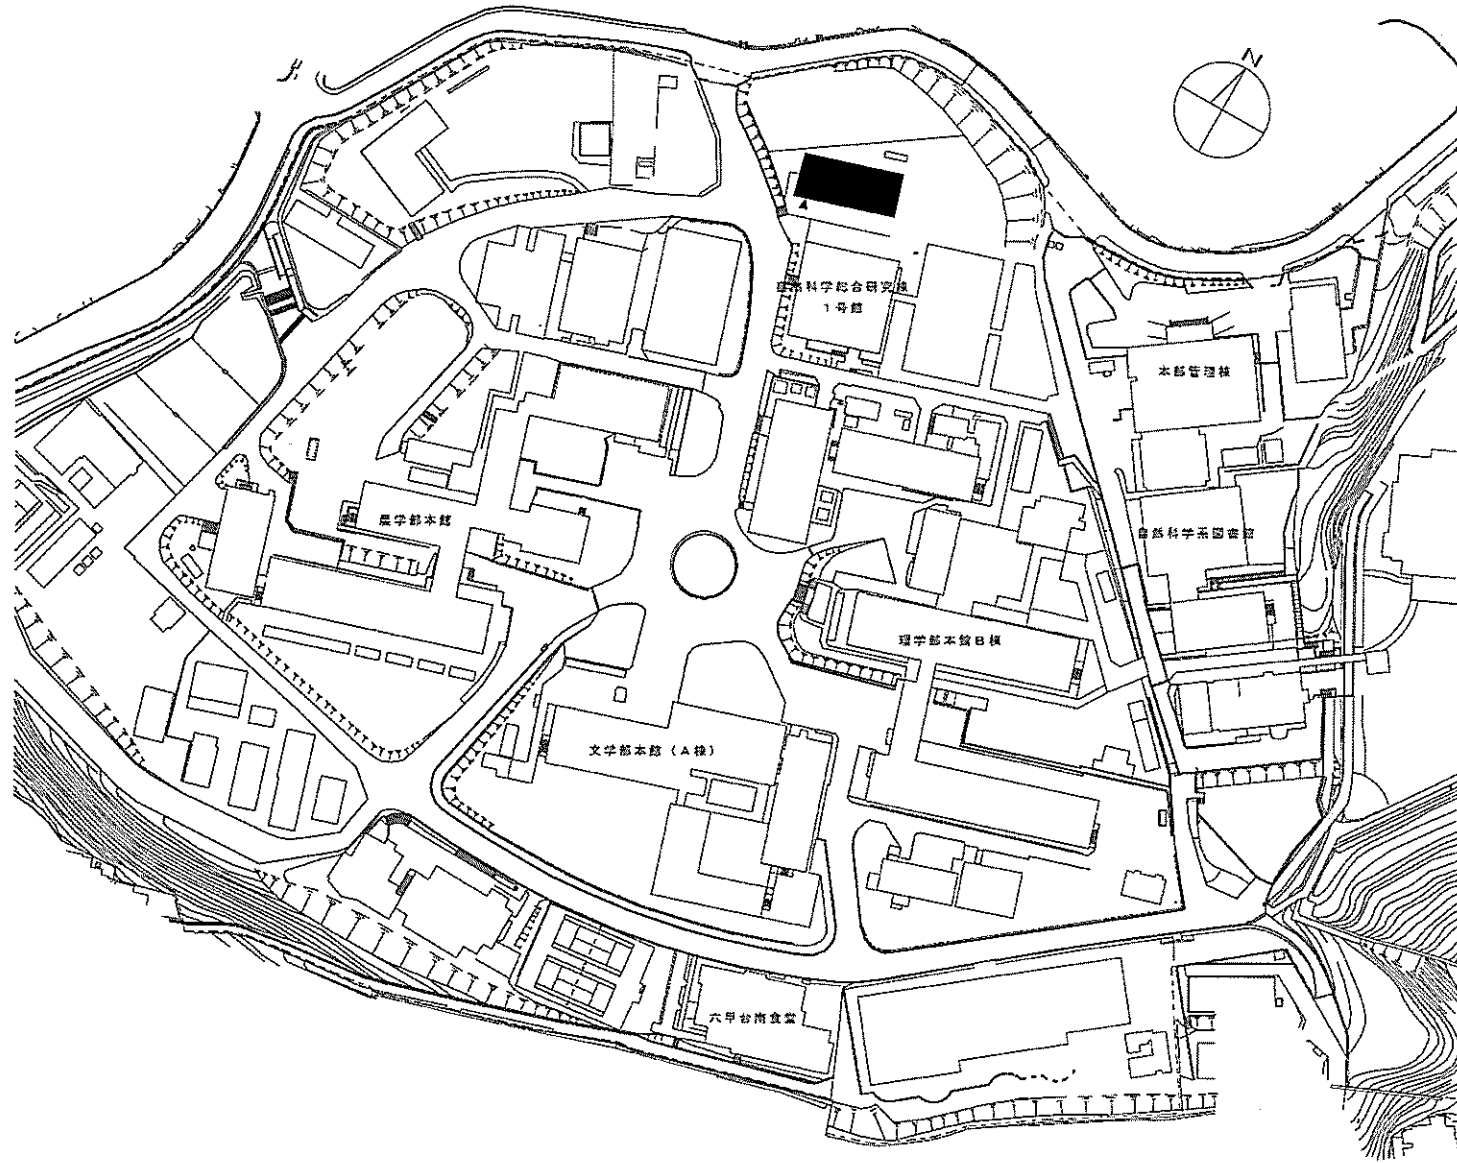 N
自然科学総合研究棟
1号館
本部管理棟
農学部本館
自然科学系図書館
理学部本館B棟
文学部本館(A棟)
六甲台南食堂